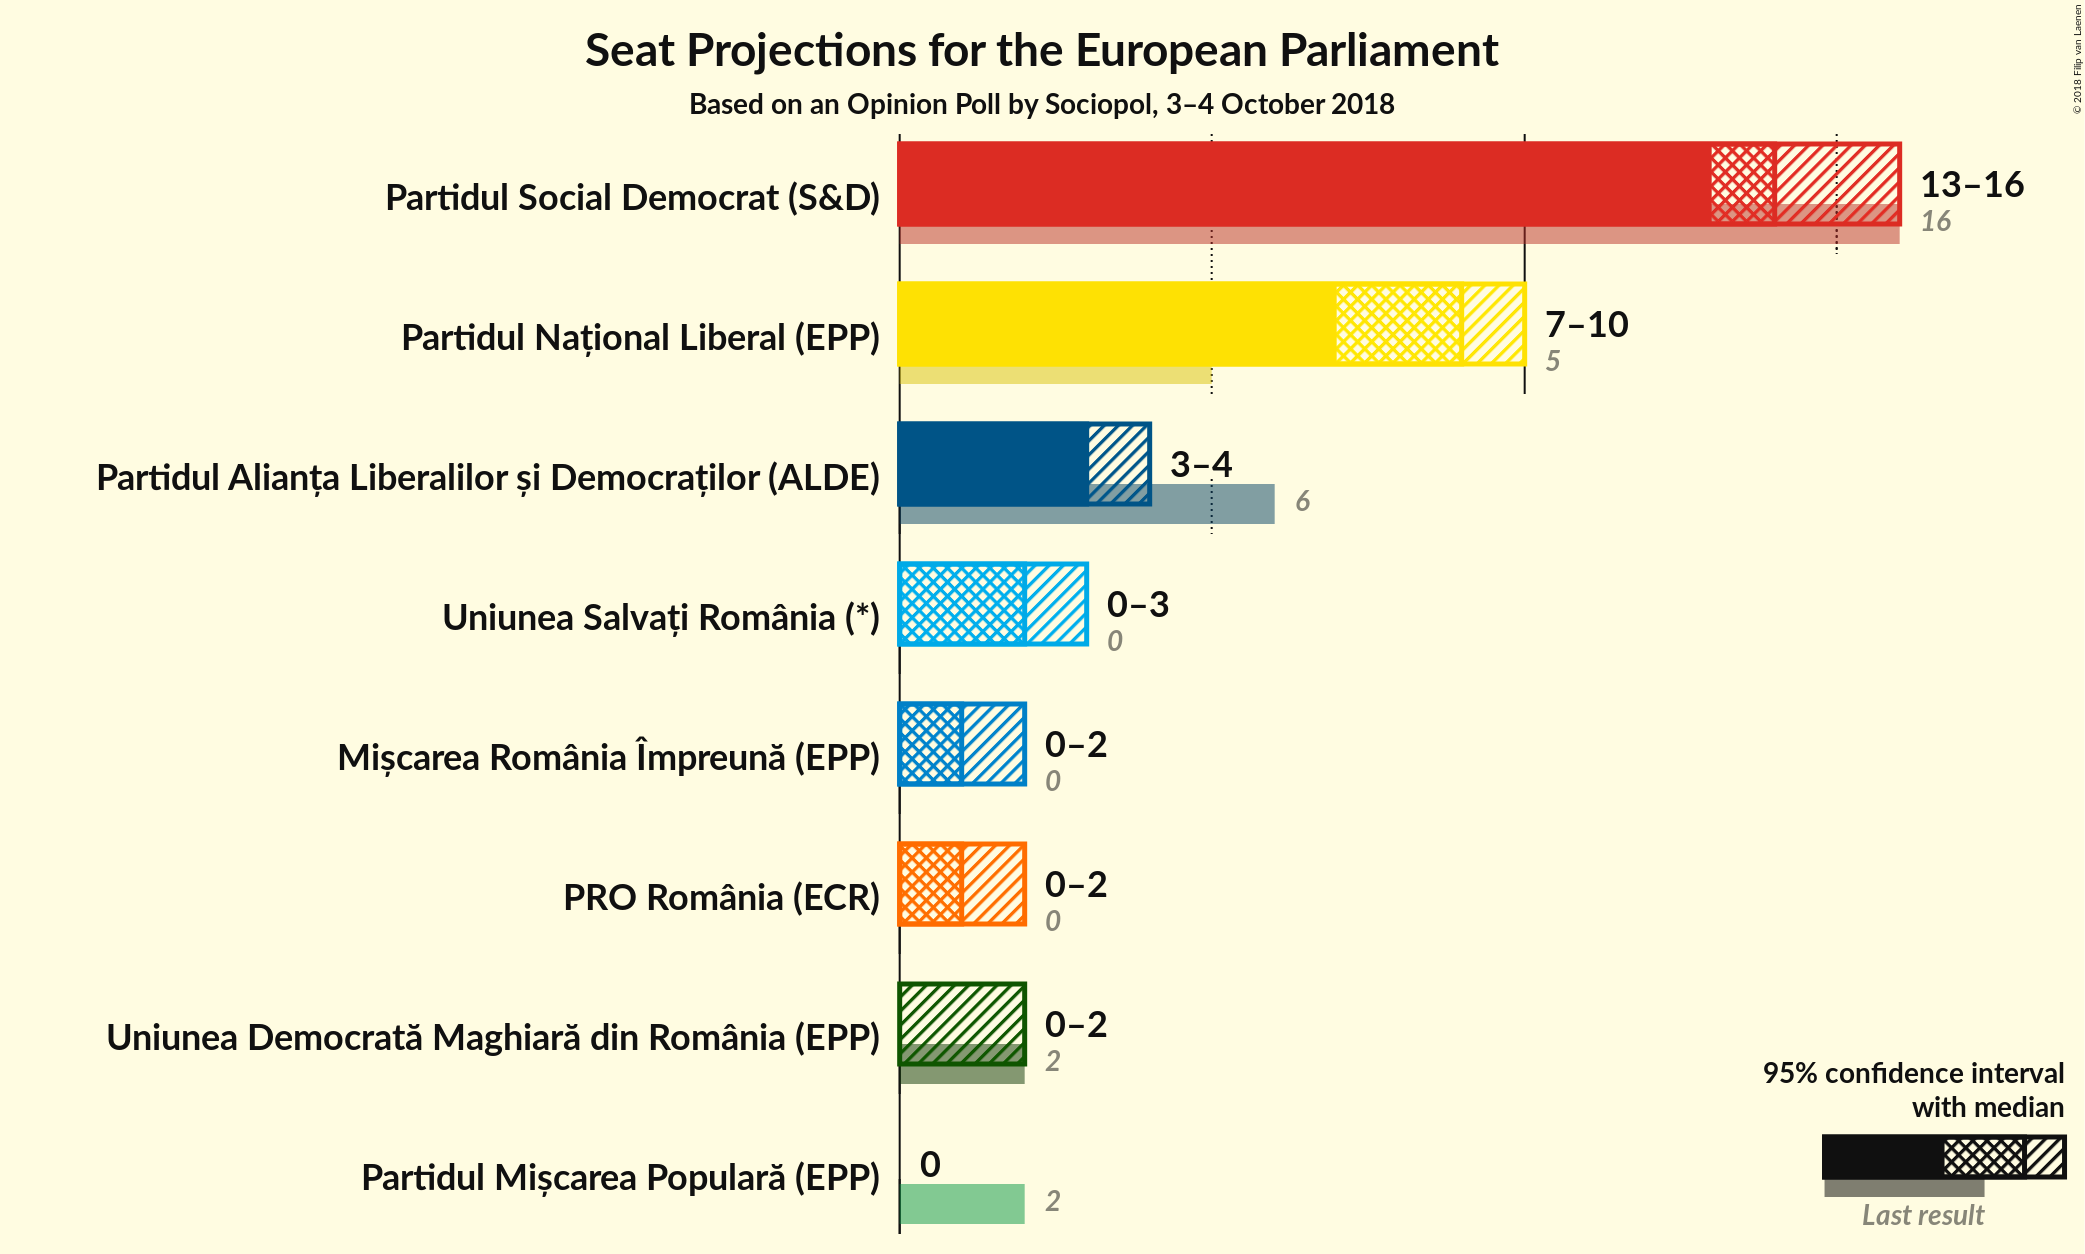 Seat Projections for the European Parliament
Based on an Opinion Poll by Sociopol, 3–4 October 2018
© 2018 Filip van Laenen
Partidul Social Democrat (S&D)
13–16
16
Partidul Național Liberal (EPP)
7–10
5
Partidul Alianța Liberalilor și Democraților (ALDE)
3–4
6
Uniunea Salvați România (*)
0–3
0
Mișcarea România Împreună (EPP)
0–2
0
PRO România (ECR)
0–2
0
Uniunea Democrată Maghiară din România (EPP)
0–2
2
Partidul Mișcarea Populară (EPP)
0
2
95% confidence interval
with median
Last result